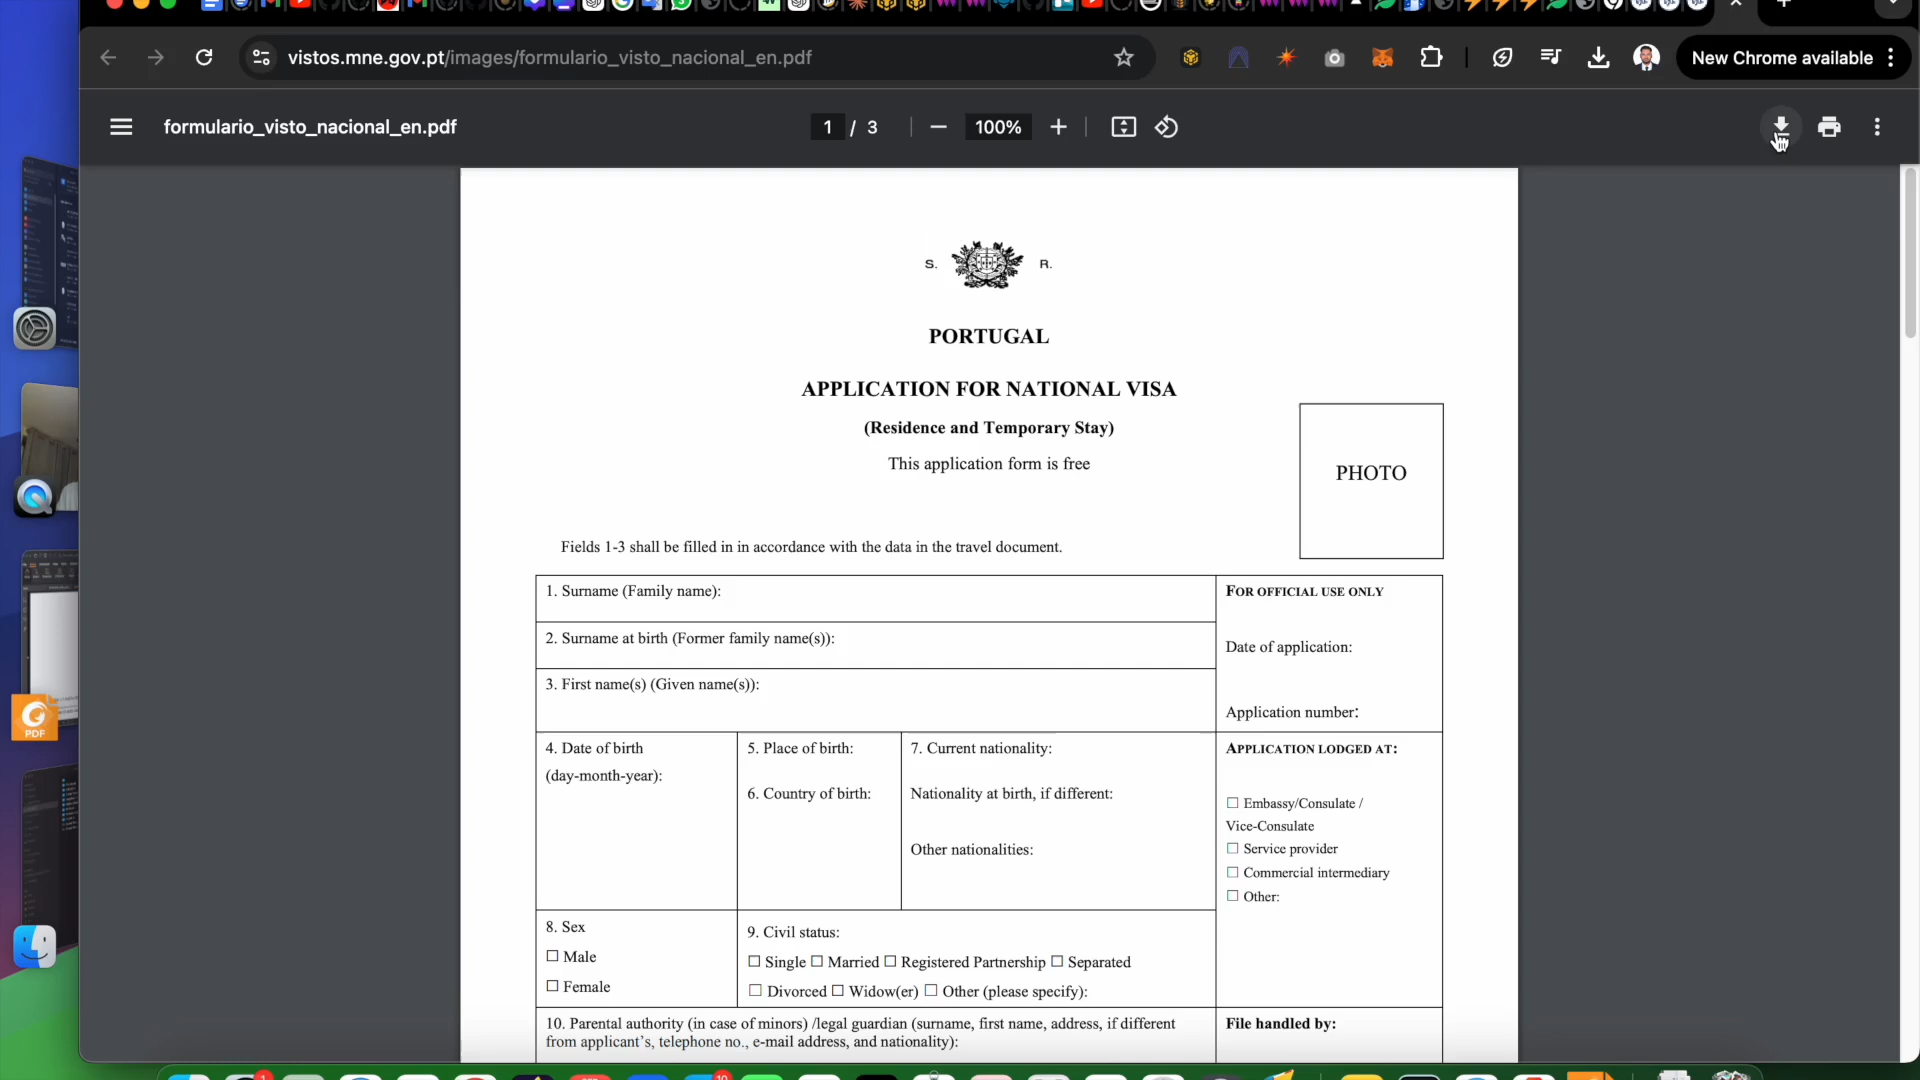 vistos.mne.gov.pt/images/formulario_visto_nacional_en.pdf
New Chrome available
formulario_visto_nacional_en.pdf
1 / 3
100%
S. R.
PORTUGAL
APPLICATION FOR NATIONAL VISA
(Residence and Temporary Stay)
This application form is free
PHOTO
Fields 1-3 shall be filled in in accordance with the data in the travel document.
1. Surname (Family name):
FOR OFFICIAL USE ONLY
2. Surname at birth (Former family name(s)):
Date of application:
3. First name(s) (Given name(s)):
Application number:
4. Date of birth
(day-month-year):
5. Place of birth:
6. Country of birth:
7. Current nationality:
Nationality at birth, if different:
Other nationalities:
APPLICATION LODGED AT:
☐ Embassy/Consulate /
Vice-Consulate
☐ Service provider
☐ Commercial intermediary
☐ Other:
8. Sex
☐ Male
☐ Female
9. Civil status:
☐ Single ☐ Married ☐ Registered Partnership ☐ Separated
☐ Divorced ☐ Widow(er) ☐ Other (please specify):
10. Parental authority (in case of minors) /legal guardian (surname, first name, address, if different
from applicant's, telephone no., e-mail address, and nationality):
File handled by:
PDF
1
10